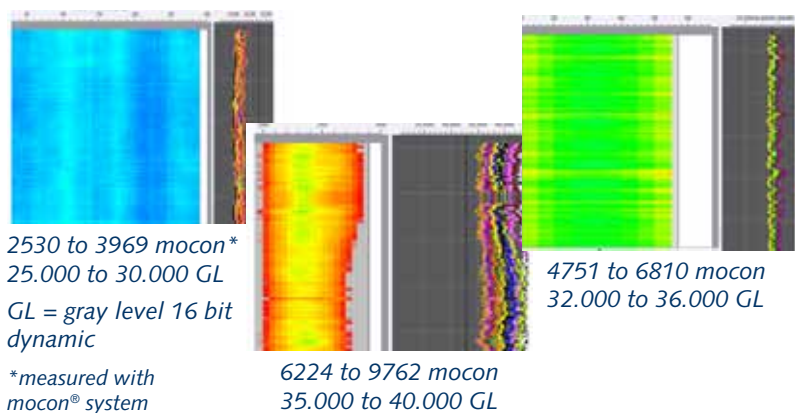 2530 to 3969 mocon*
25.000 to 30.000 GL
GL = gray level 16 bit
dynamic
*measured with
mocon® system
6224 to 9762 mocon
35.000 to 40.000 GL
4751 to 6810 mocon
32.000 to 36.000 GL